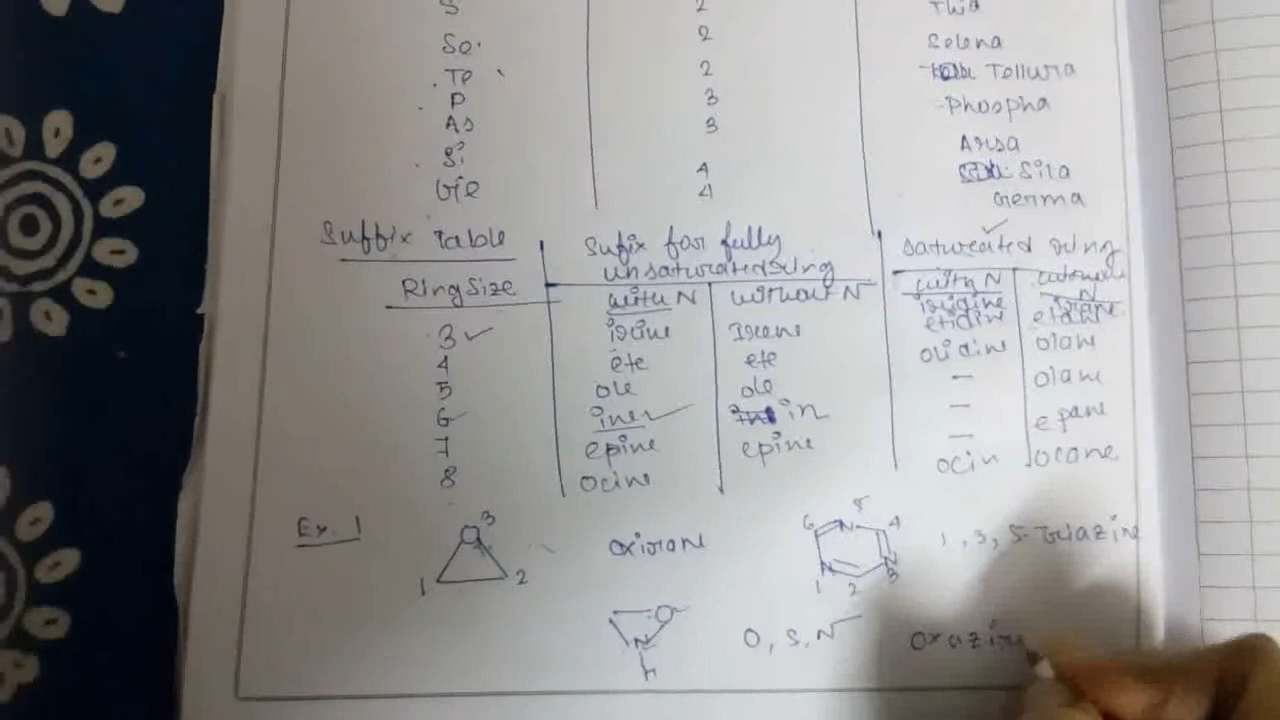 S 2 Thia
Se 2 Selena
Te 2 Tellura
P 3 Phospha
As 3
Arsa
Si 4 Sila
Ge 4 Germa
Suffix Table
Sufix for fully unsaturated ring
saturated ring
Ring Size with N without N with N without N
3 irine irene iridine irane
4 ete ete etidine etane
5 ole ole olidine olane
6 ine in –
7 epine epine – epane
8 ocine – ocin ocane
Ex. 1
3 1 2
oxirane
6 N 5 4 N 3 2 1 N
1, 3, 5-Triazine
O N H
O, S, N
Oxazir